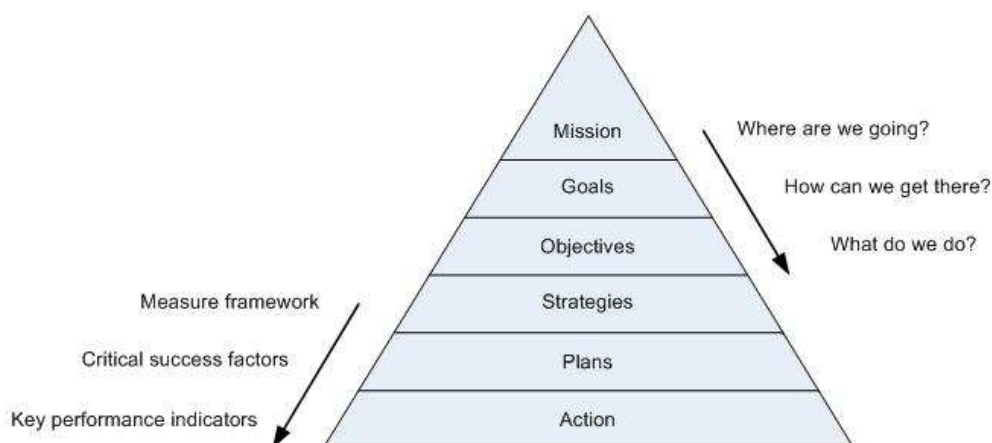 Mission
Where are we going?
Goals
How can we get there?
Objectives
What do we do?
Measure framework
Strategies
Critical success factors
Plans
Key performance indicators
Action